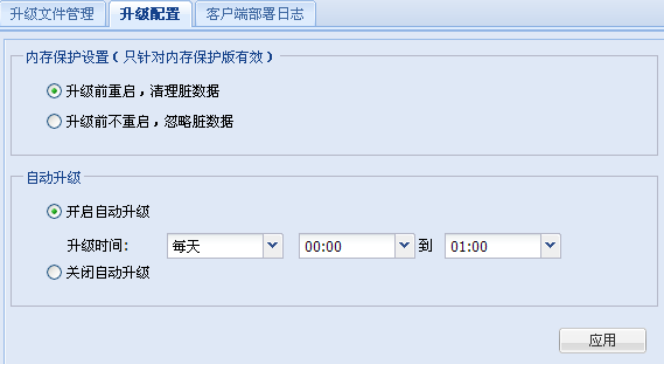 升级文件管理 升级配置 客户端部署日志
内存保护设置(只针对内存保护版有效)
升级前重启,清理脏数据
升级前不重启,忽略脏数据
自动升级
开启自动升级
升级时间: 每天 00:00 到 01:00
关闭自动升级
应用